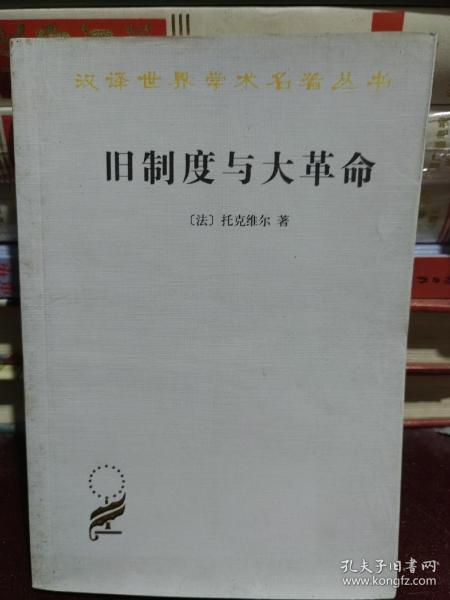 汉译世界学术名著丛书
旧制度与大革命
〔法〕托克维尔 著
孔夫子旧书网
www.kongfz.com